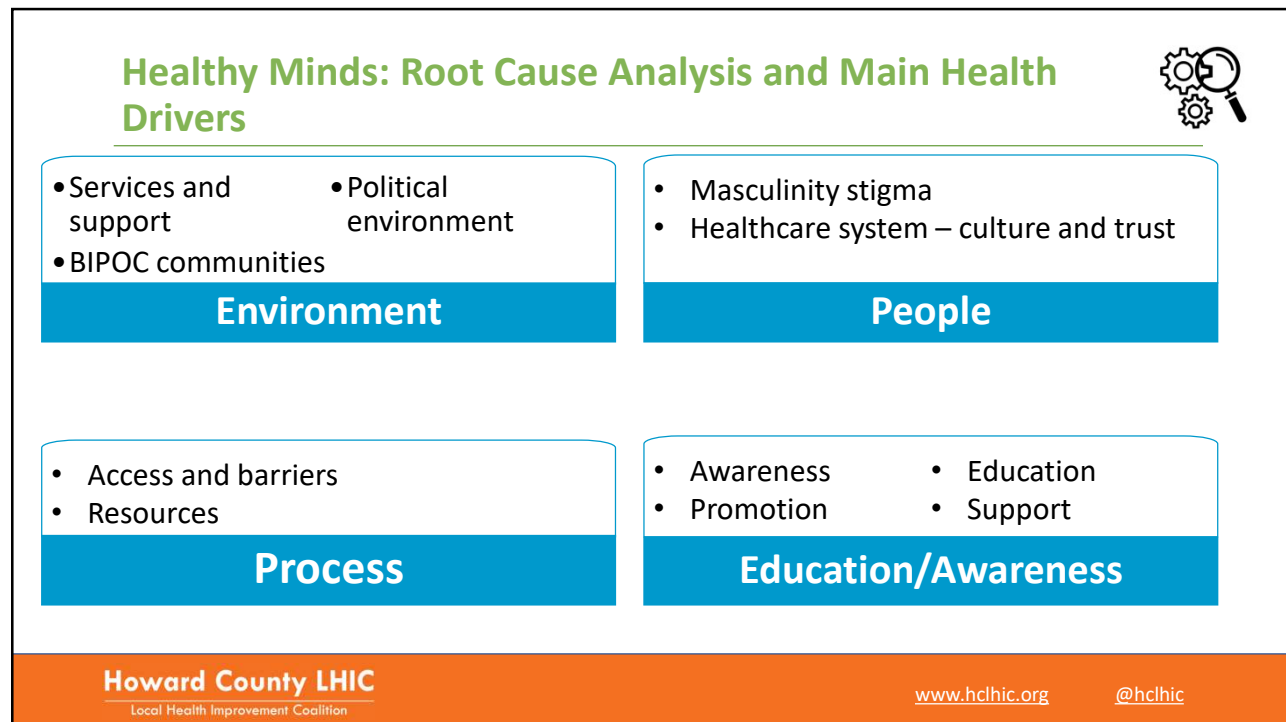 Healthy Minds: Root Cause Analysis and Main Health
Drivers
•Services and
support
•Political
environment
•BIPOC communities
Environment
• Masculinity stigma
• Healthcare system – culture and trust
People
• Access and barriers
• Resources
Process
• Awareness
• Promotion
• Education
• Support
Education/Awareness
Howard County LHIC
Local Health Improvement Coalition
www.hclhic.org
@hclhic